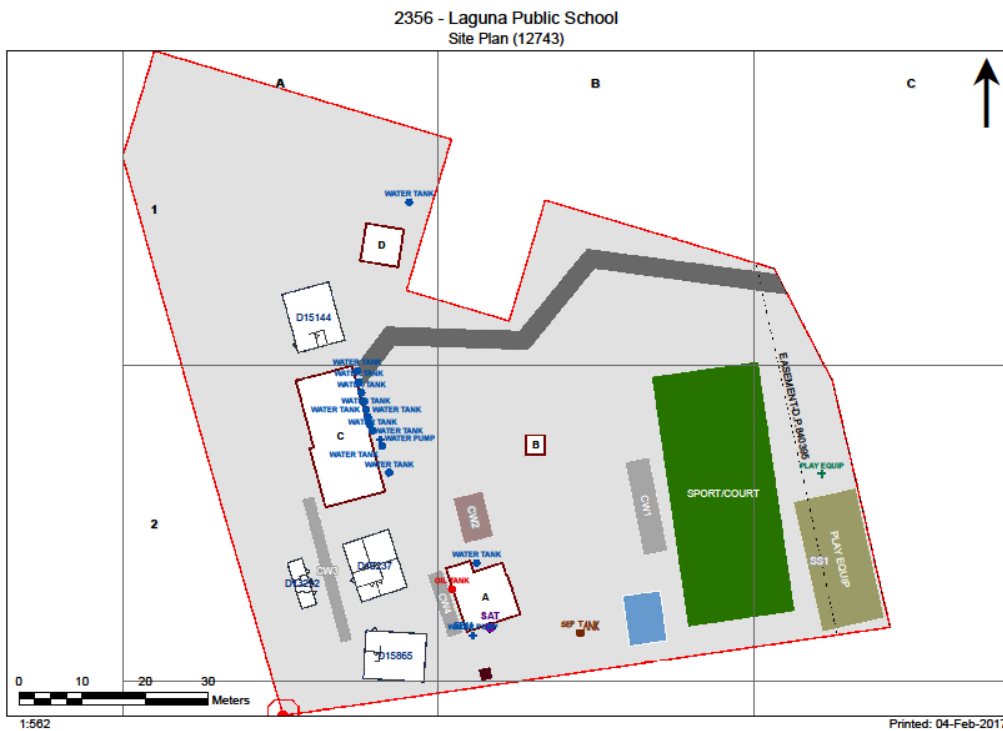 2356 - Laguna Public School
Site Plan (12743)
A
B
C
WATER TANK
1
D
D15144
WATER TANK
WATER TANK
WATER TANK
WATER TANK
WATER TANK
WATER TANK
WATER TANK
C
WATER PUMP
WATER TANK
WATER TANK
B
EASEMENT-D.P.840395
PLAY EQUIP
SPORT/COURT
CW1
2
CW2
PLAY EQUIP
SS1
WATER TANK
CW3
OIL TANK
CW4
A
SAT
SEP TANK
D15865
0 10 20 30
Meters
1:562
Printed: 04-Feb-2017